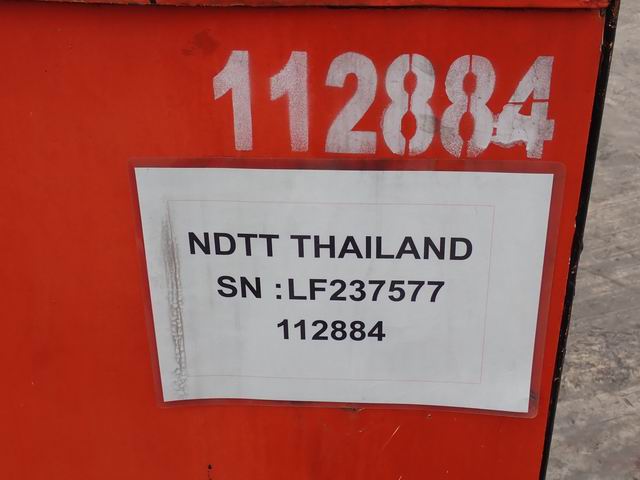 112884
NDTT THAILAND
SN :LF237577
112884